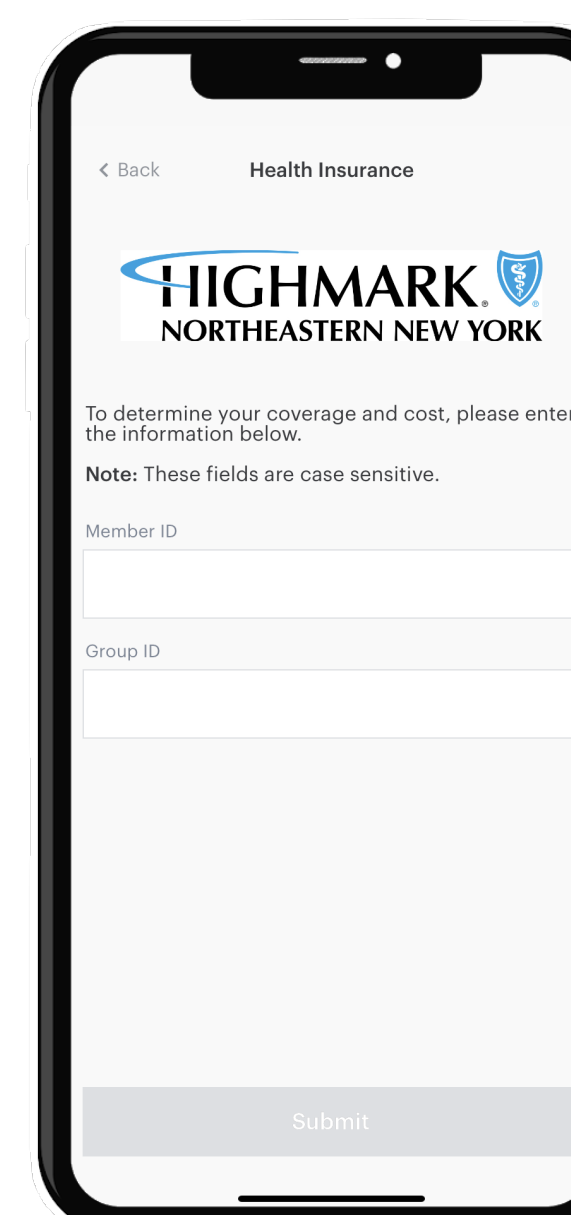 Back
Health Insurance
HIGHMARK®
®
NORTHEASTERN NEW YORK
To determine your coverage and cost, please enter
the information below.
Note: These fields are case sensitive.
Member ID
Group ID
Submit